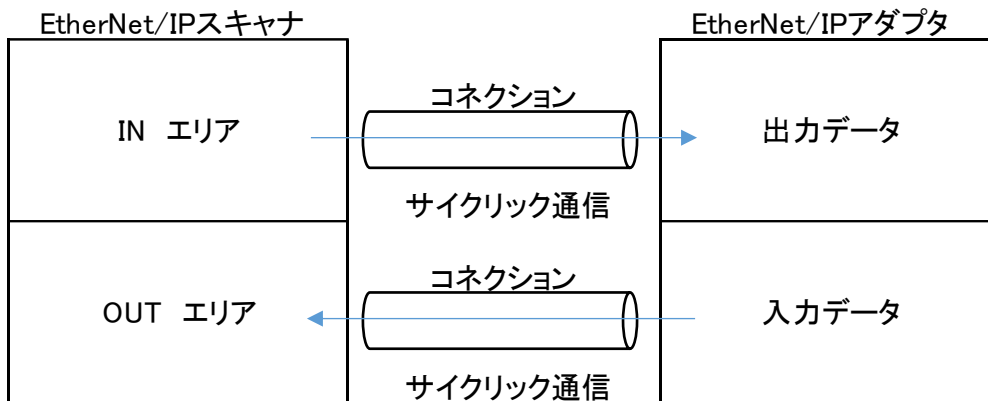 EtherNet/IPスキャナ
EtherNet/IPアダプタ
コネクション
IN エリア
出力データ
サイクリック通信
コネクション
OUT エリア
入力データ
サイクリック通信